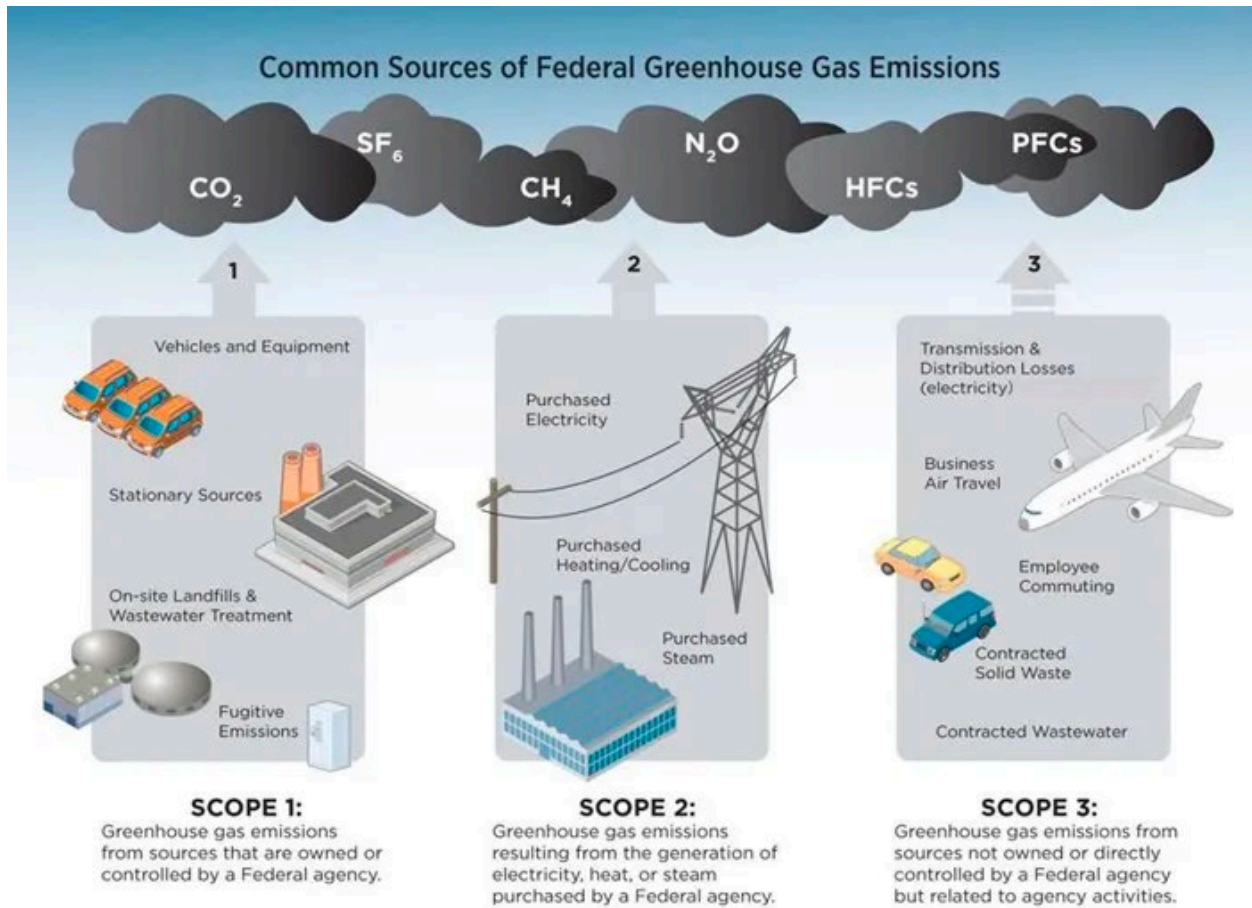 Common Sources of Federal Greenhouse Gas Emissions
CO₂
SF₆
CH₄
N₂O
HFCs
PFCs
1
2
3
Vehicles and Equipment
Stationary Sources
On-site Landfills &
Wastewater Treatment
Fugitive
Emissions
Purchased
Electricity
Purchased
Heating/Cooling
Purchased
Steam
Transmission &
Distribution Losses
(electricity)
Business
Air Travel
Employee
Commuting
Contracted
Solid Waste
Contracted Wastewater
SCOPE 1:
Greenhouse gas emissions
from sources that are owned or
controlled by a Federal agency.
SCOPE 2:
Greenhouse gas emissions
resulting from the generation of
electricity, heat, or steam
purchased by a Federal agency.
SCOPE 3:
Greenhouse gas emissions from
sources not owned or directly
controlled by a Federal agency
but related to agency activities.